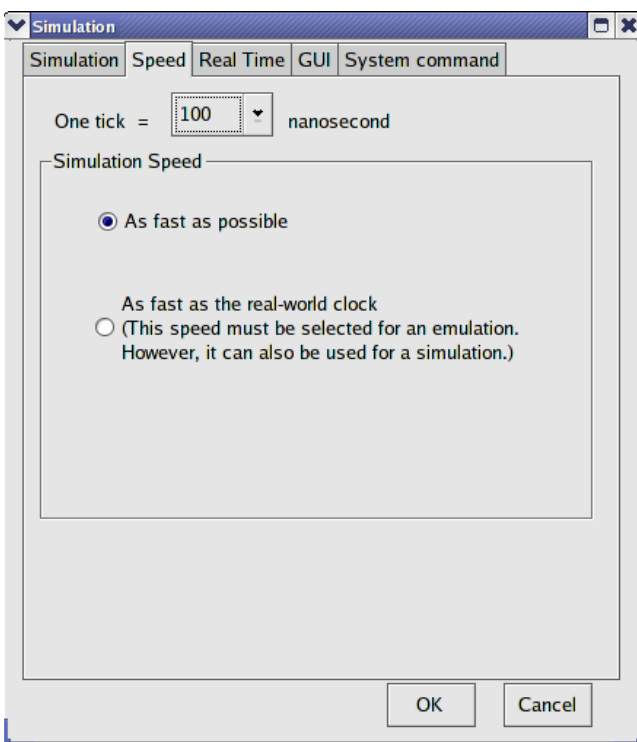 Simulation
Simulation Speed Real Time GUI System command
One tick = 100 nanosecond
Simulation Speed
As fast as possible
As fast as the real-world clock
(This speed must be selected for an emulation.
However, it can also be used for a simulation.)
OK Cancel